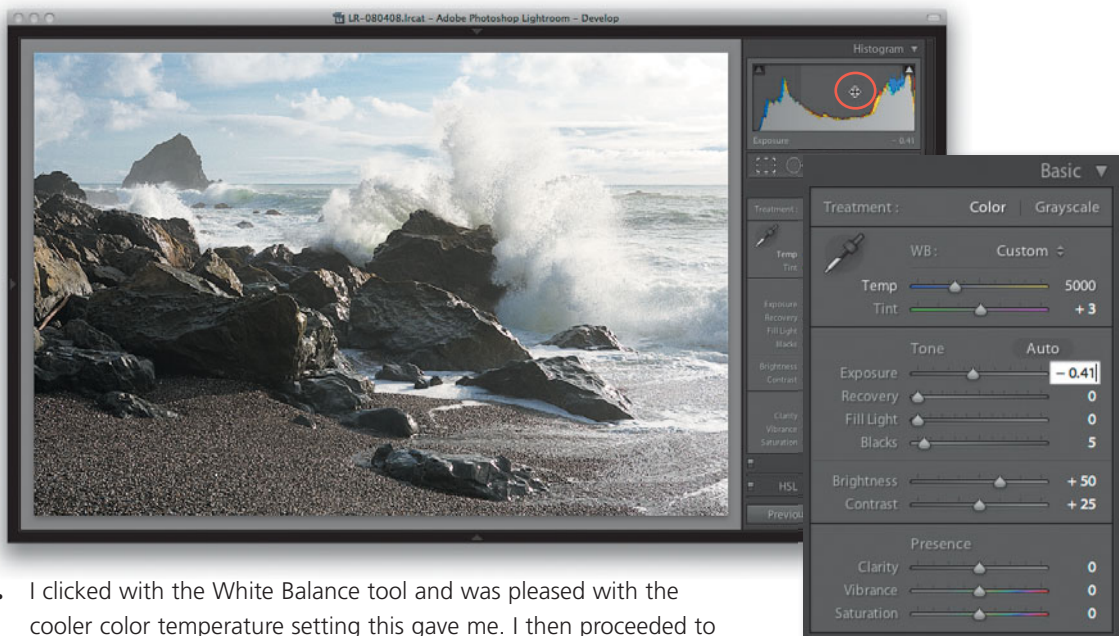 LR-080408.lrcat – Adobe Photoshop Lightroom – Develop
Histogram
Exposure – 0.41
Treatment :
Temp
Tint
Exposure
Recovery
Fill Light
Blacks
Brightness
Contrast
Clarity
Vibrance
Saturation
HSL
Previou
Basic
Treatment : Color | Grayscale
WB : Custom
Temp 5000
Tint + 3
Tone Auto
Exposure – 0.41
Recovery 0
Fill Light 0
Blacks 5
Brightness + 50
Contrast + 25
Presence
Clarity 0
Vibrance 0
Saturation 0
I clicked with the White Balance tool and was pleased with the
cooler color temperature setting this gave me. I then proceeded to